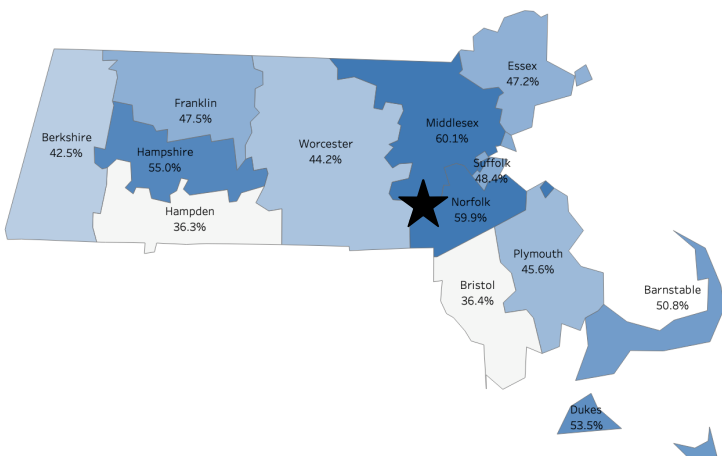 Essex
47.2%
Franklin
47.5%
Middlesex
60.1%
Berkshire
42.5%
Worcester
44.2%
Hampshire
55.0%
Suffolk
48.4%
Norfolk
59.9%
Hampden
36.3%
Plymouth
45.6%
Bristol
36.4%
Barnstable
50.8%
Dukes
53.5%